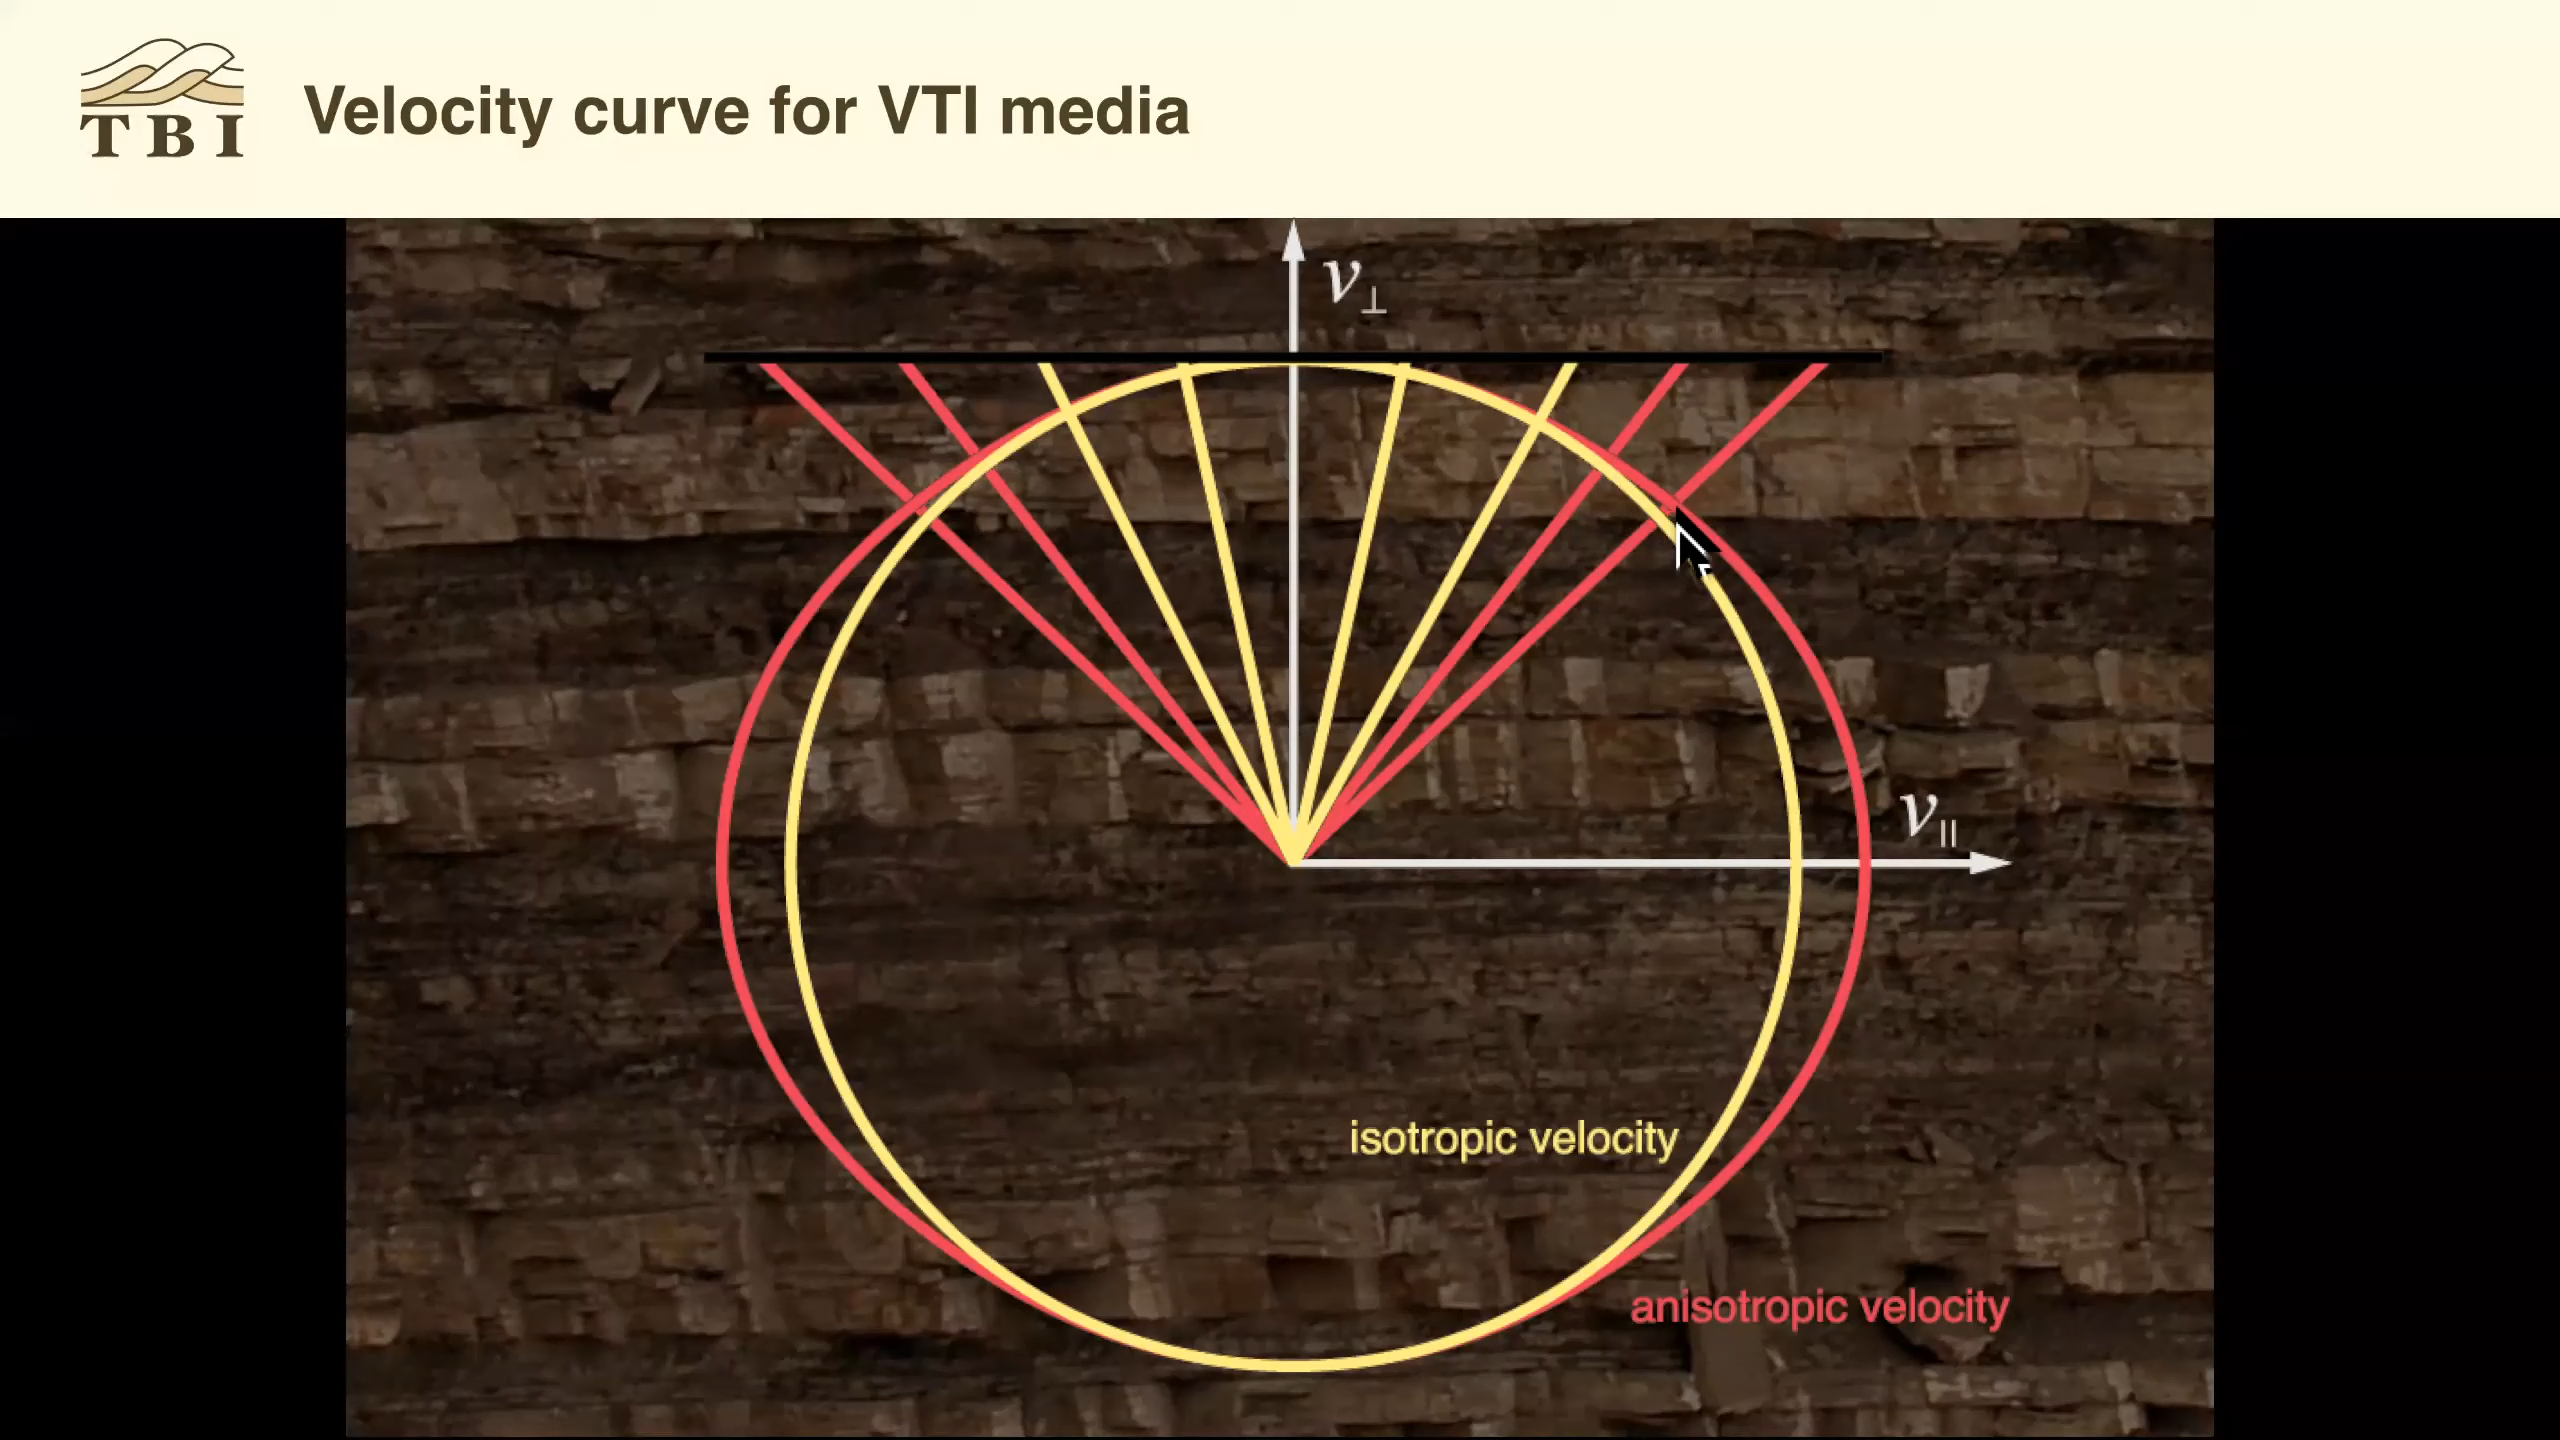 TBI
Velocity curve for VTI media
v⊥
v||
isotropic velocity
anisotropic velocity